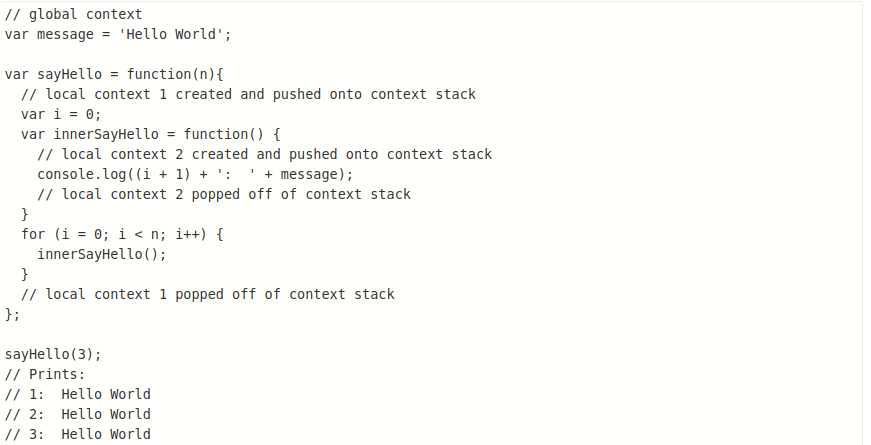 // global context
var message = 'Hello World';

var sayHello = function(n){
  // local context 1 created and pushed onto context stack
  var i = 0;
  var innerSayHello = function() {
    // local context 2 created and pushed onto context stack
    console.log((i + 1) + ':  ' + message);
    // local context 2 popped off of context stack
  }
  for (i = 0; i < n; i++) {
    innerSayHello();
  }
  // local context 1 popped off of context stack
};

sayHello(3);
// Prints:
// 1:  Hello World
// 2:  Hello World
// 3:  Hello World